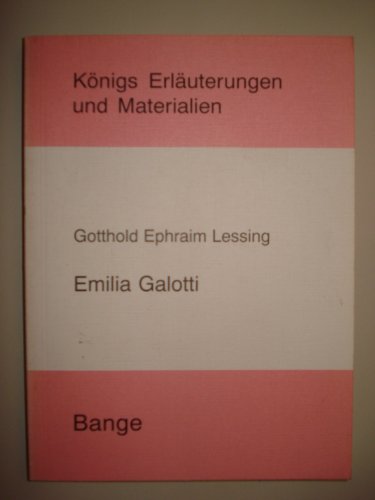 Königs Erläuterungen
und Materialien
Gotthold Ephraim Lessing
Emilia Galotti
Bange